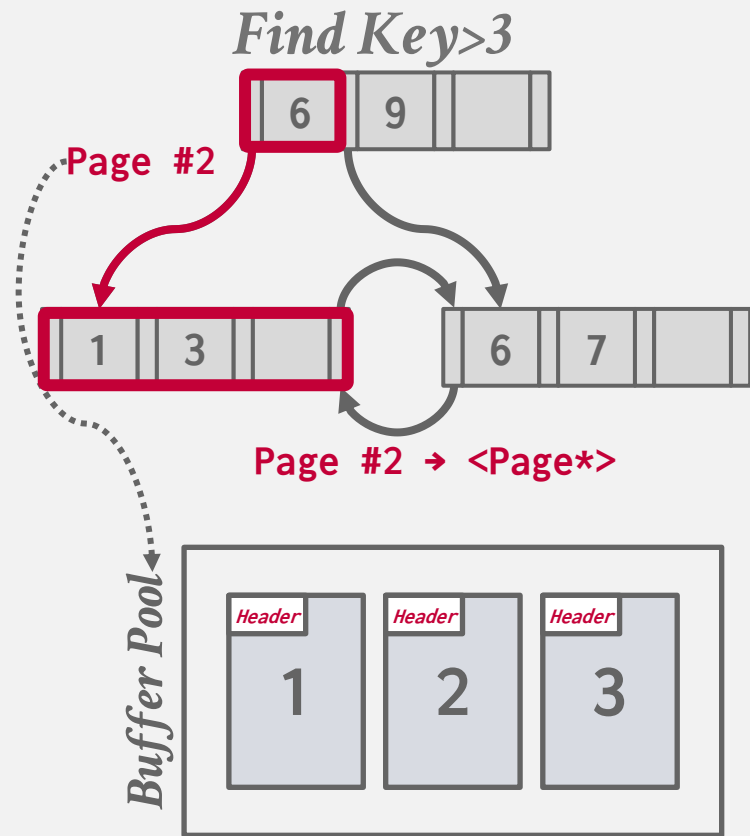 Find Key>3
6 9
Page #2
1 3
6 7
Page #2 → <Page*>
Buffer Pool
Header Header Header
1 2 3